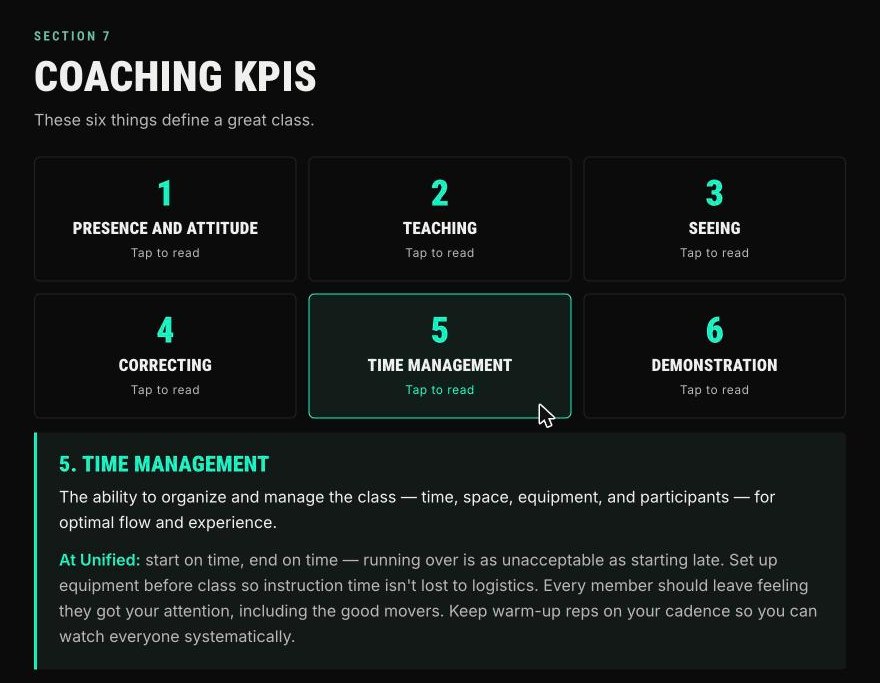 SECTION 7
COACHING KPIS
These six things define a great class.
1
PRESENCE AND ATTITUDE
Tap to read
2
TEACHING
Tap to read
3
SEEING
Tap to read
4
CORRECTING
Tap to read
5
TIME MANAGEMENT
Tap to read
6
DEMONSTRATION
Tap to read
5. TIME MANAGEMENT
The ability to organize and manage the class — time, space, equipment, and participants — for
optimal flow and experience.
At Unified: start on time, end on time — running over is as unacceptable as starting late. Set up
equipment before class so instruction time isn't lost to logistics. Every member should leave feeling
they got your attention, including the good movers. Keep warm-up reps on your cadence so you can
watch everyone systematically.